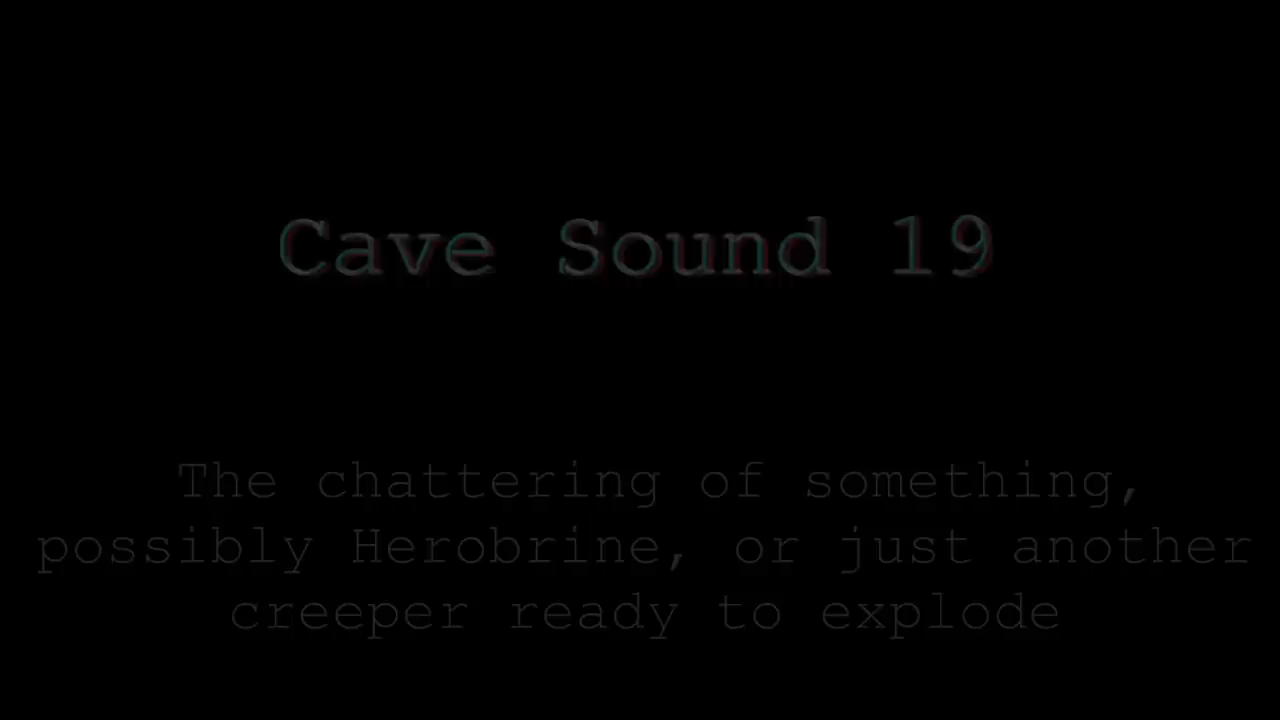 Cave Sound 19
The chattering of something,
possibly Herobrine, or just another
creeper ready to explode